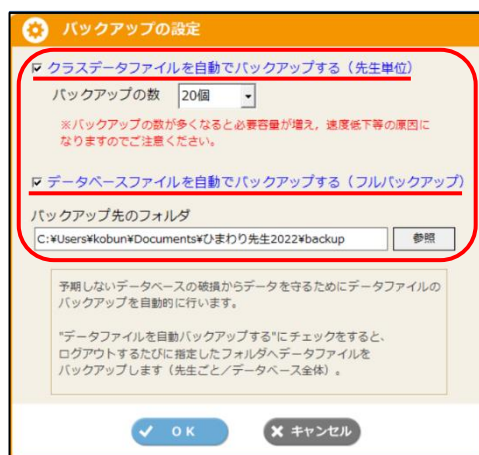 バックアップの設定
クラスデータファイルを自動でバックアップする（先生単位）
バックアップの数 20個
※バックアップの数が多くなると必要容量が増え，速度低下等の原因に
なりますのでご注意ください。
データベースファイルを自動でバックアップする（フルバックアップ）
バックアップ先のフォルダ
C:¥Users¥kobun¥Documents¥ひまわり先生2022¥backup 参照
予期しないデータベースの破損からデータを守るためにデータファイルの
バックアップを自動的に行います。
"データファイルを自動バックアップする"にチェックをすると、
ログアウトするたびに指定したフォルダへデータファイルを
バックアップします（先生ごと／データベース全体）。
ＯＫ キャンセル